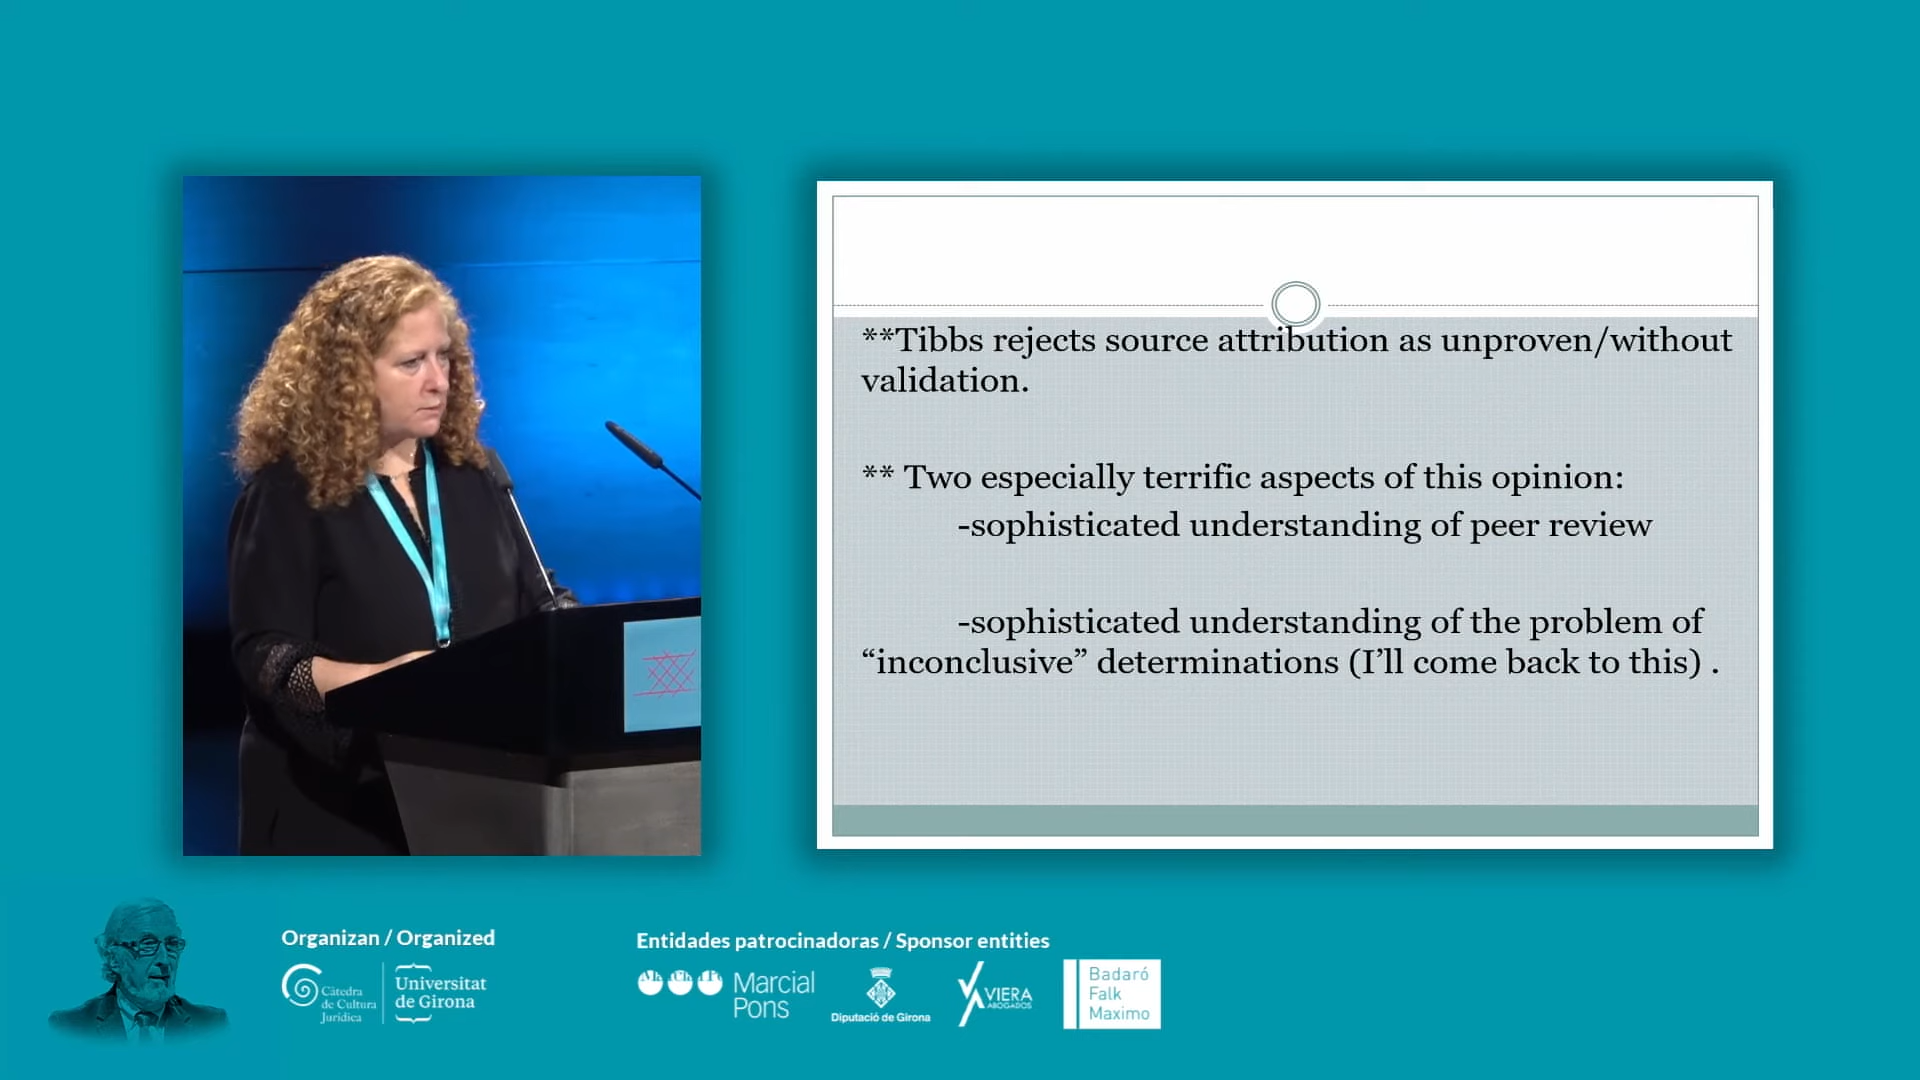 **Tibbs rejects source attribution as unproven/without
validation.
** Two especially terrific aspects of this opinion:
-sophisticated understanding of peer review
-sophisticated understanding of the problem of
“inconclusive” determinations (I’ll come back to this) .
Organizan / Organized
Càtedra
de Cultura
Jurídica
Universitat
de Girona
Entidades patrocinadoras / Sponsor entities
Marcial
Pons
Diputació de Girona
VIERA
ABOGADOS
Badaró
Falk
Maximo